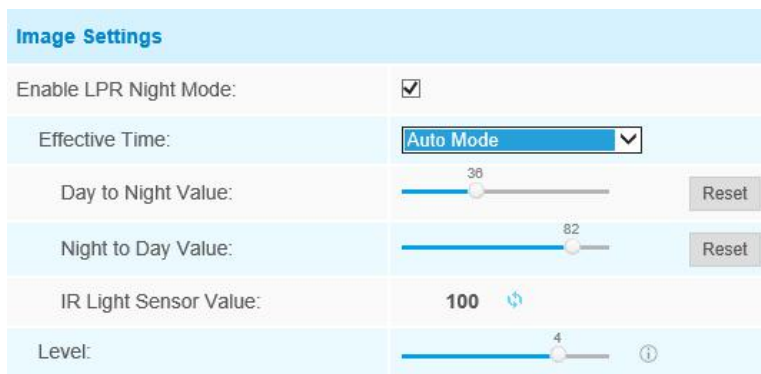 Image Settings
Enable LPR Night Mode:
Effective Time: Auto Mode
Day to Night Value: 36 Reset
Night to Day Value: 82 Reset
IR Light Sensor Value: 100
Level: 4